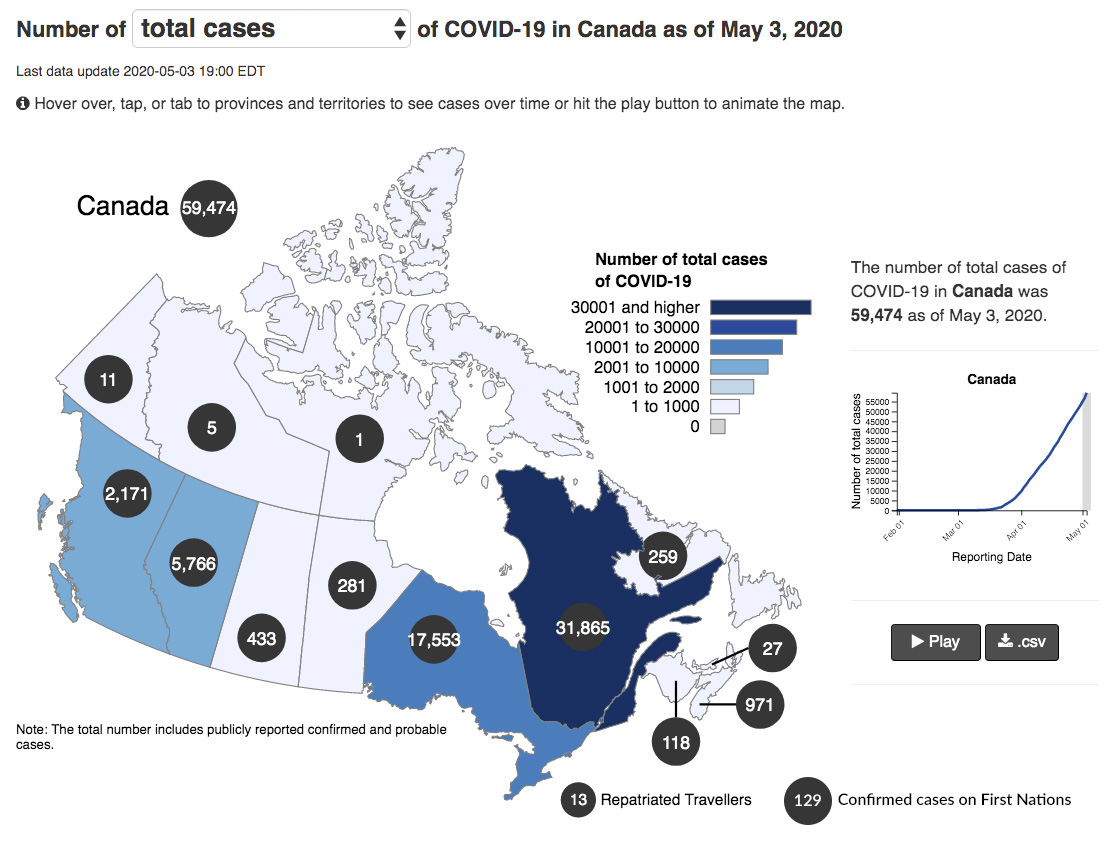 Number of total cases of COVID-19 in Canada as of May 3, 2020
Last data update 2020-05-03 19:00 EDT
Hover over, tap, or tab to provinces and territories to see cases over time or hit the play button to animate the map.
Canada 59,474
Number of total cases
of COVID-19
30001 and higher
20001 to 30000
10001 to 20000
2001 to 10000
1001 to 2000
1 to 1000
0
The number of total cases of
COVID-19 in Canada was
59,474 as of May 3, 2020.
11
5
1
2,171
5,766
433
281
17,553
31,865
259
27
971
118
Canada
Number of total cases
55000
50000
45000
40000
35000
30000
25000
20000
15000
10000
5000
0
Feb 01
Mar 01
Apr 01
May 01
Reporting Date
Play
.csv
Note: The total number includes publicly reported confirmed and probable
cases.
13 Repatriated Travellers
129 Confirmed cases on First Nations